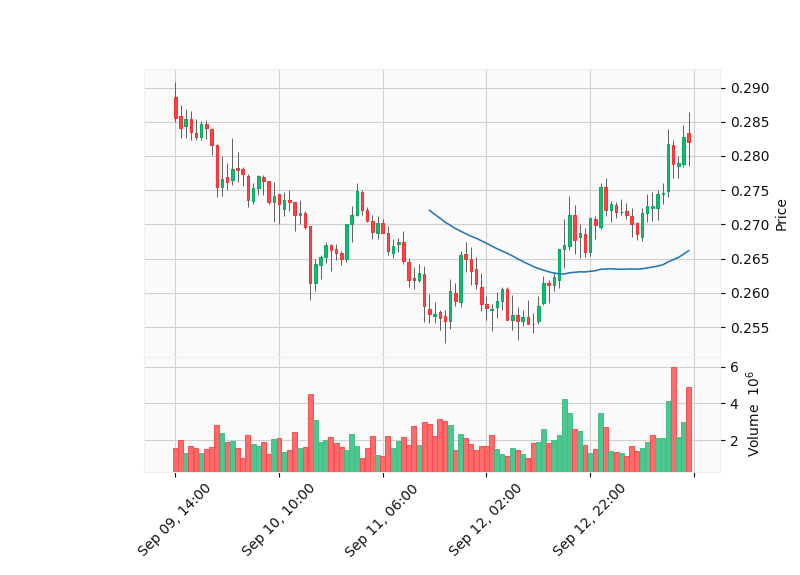 0.290
0.285
0.280
0.275
0.270
0.265
0.260
0.255
Price
6
4
2
Volume 10^6
Sep 09, 14:00
Sep 10, 10:00
Sep 11, 06:00
Sep 12, 02:00
Sep 12, 22:00